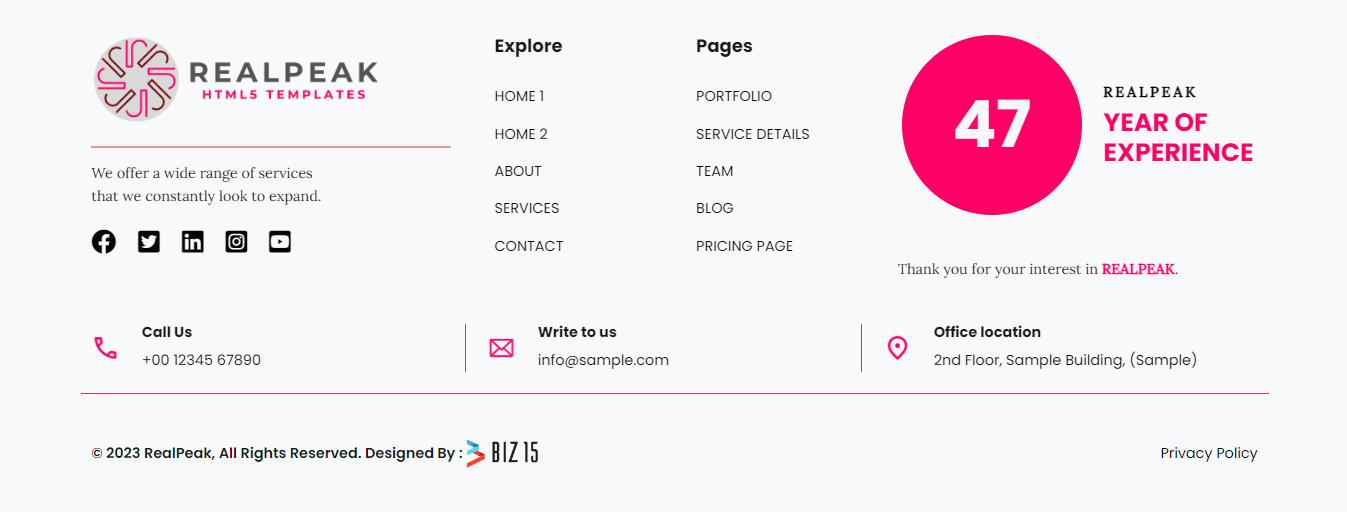 REALPEAK
HTML5 TEMPLATES
We offer a wide range of services
that we constantly look to expand.
Explore
HOME 1
HOME 2
ABOUT
SERVICES
CONTACT
Pages
PORTFOLIO
SERVICE DETAILS
TEAM
BLOG
PRICING PAGE
47
REALPEAK
YEAR OF
EXPERIENCE
Thank you for your interest in REALPEAK.
Call Us
+00 12345 67890
Write to us
info@sample.com
Office location
2nd Floor, Sample Building, (Sample)
© 2023 RealPeak, All Rights Reserved. Designed By : BIZ 15
Privacy Policy